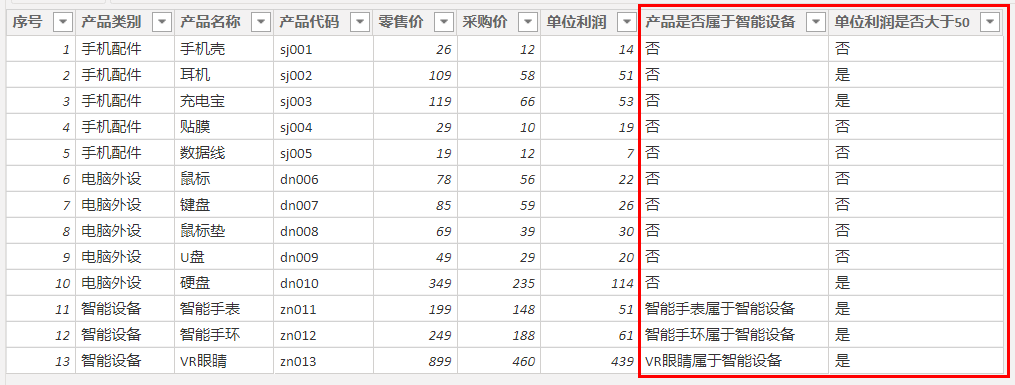 序号 产品类别 产品名称 产品代码 零售价 采购价 单位利润 产品是否属于智能设备 单位利润是否大于50
1 手机配件 手机壳 sj001 26 12 14 否 否
2 手机配件 耳机 sj002 109 58 51 否 是
3 手机配件 充电宝 sj003 119 66 53 否 是
4 手机配件 贴膜 sj004 29 10 19 否 否
5 手机配件 数据线 sj005 19 12 7 否 否
6 电脑外设 鼠标 dn006 78 56 22 否 否
7 电脑外设 键盘 dn007 85 59 26 否 否
8 电脑外设 鼠标垫 dn008 69 39 30 否 否
9 电脑外设 U盘 dn009 49 29 20 否 否
10 电脑外设 硬盘 dn010 349 235 114 否 是
11 智能设备 智能手表 zn011 199 148 51 智能手表属于智能设备 是
12 智能设备 智能手环 zn012 249 188 61 智能手环属于智能设备 是
13 智能设备 VR眼睛 zn013 899 460 439 VR眼睛属于智能设备 是